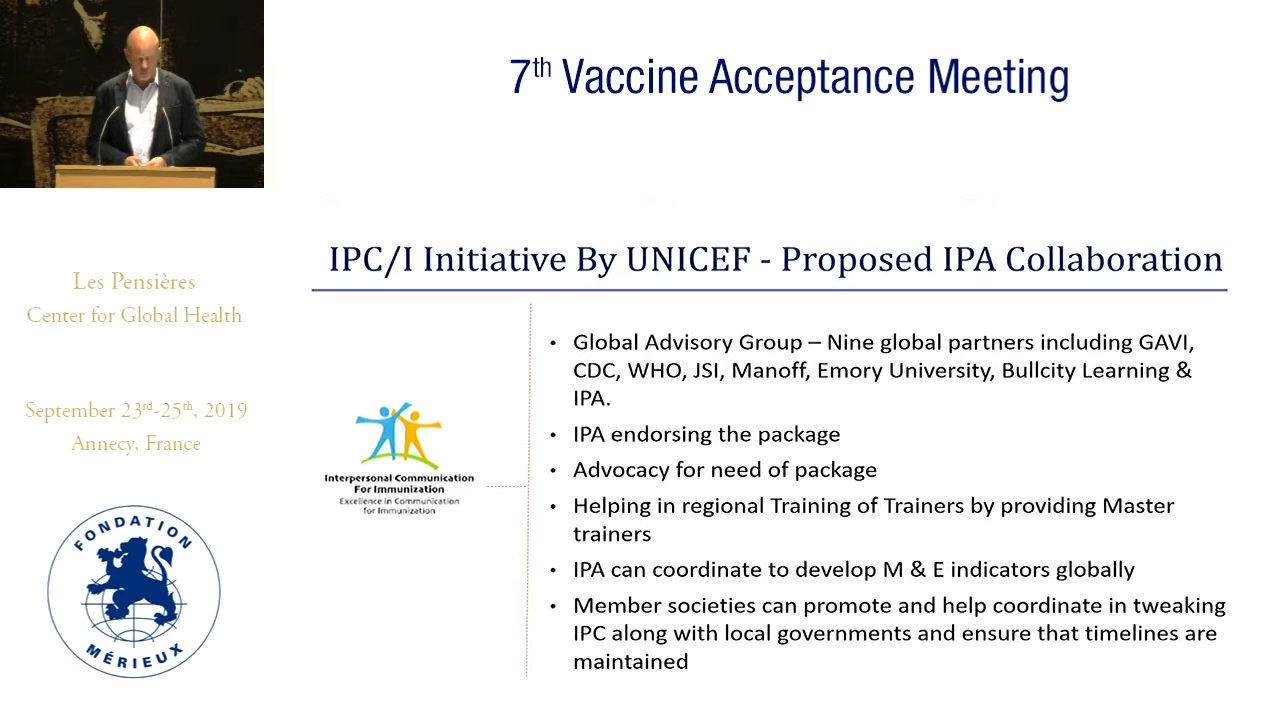 7th Vaccine Acceptance Meeting
IPC/I Initiative By UNICEF - Proposed IPA Collaboration
Les Pensières
Center for Global Health
September 23rd-25th, 2019
Annecy, France
FONDATION
MÉRIEUX
Interpersonal Communication
For Immunization
Excellence in Communication
for Immunization
• Global Advisory Group – Nine global partners including GAVI,
CDC, WHO, JSI, Manoff, Emory University, Bullcity Learning &
IPA.
• IPA endorsing the package
• Advocacy for need of package
• Helping in regional Training of Trainers by providing Master
trainers
• IPA can coordinate to develop M & E indicators globally
• Member societies can promote and help coordinate in tweaking
IPC along with local governments and ensure that timelines are
maintained